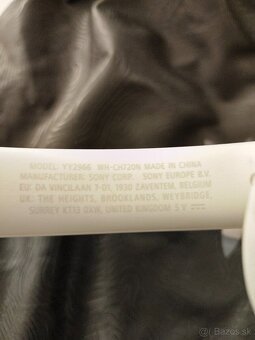 MODEL: YY2966 WH-CH720N MADE IN CHINA
MANUFACTURER: SONY CORP. SONY EUROPE B.V.
EU: DA VINCILAAN 7-D1, 1930 ZAVENTEM, BELGIUM
UK: THE HEIGHTS, BROOKLANDS, WEYBRIDGE,
SURREY KT13 0XW, UNITED KINGDOM 5 V ⎓
Bazos.sk